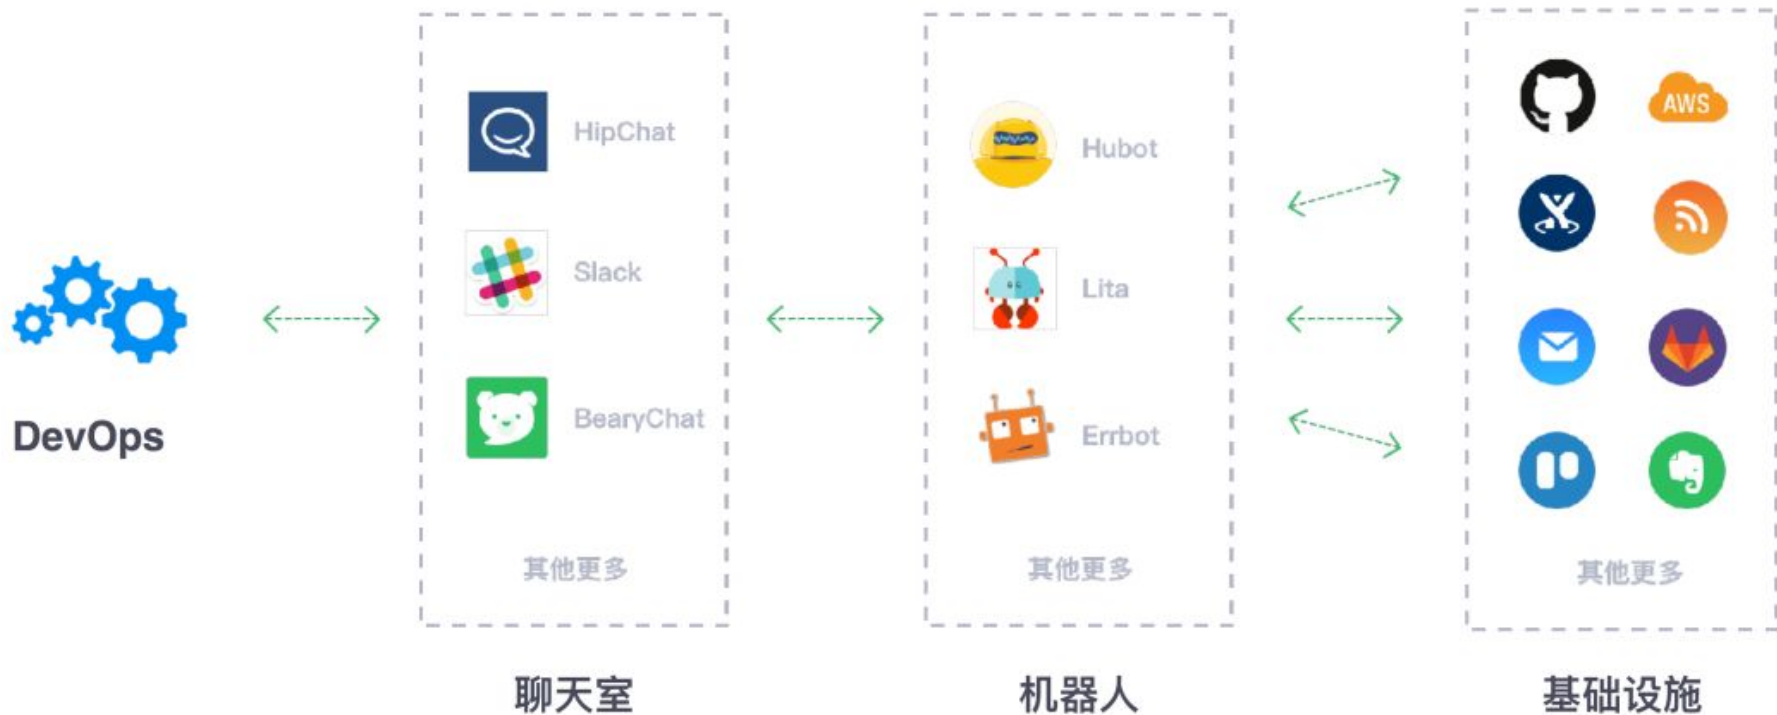 DevOps
HipChat
Slack
BearyChat
其他更多
聊天室
Hubot
Lita
Errbot
其他更多
机器人
AWS
其他更多
基础设施